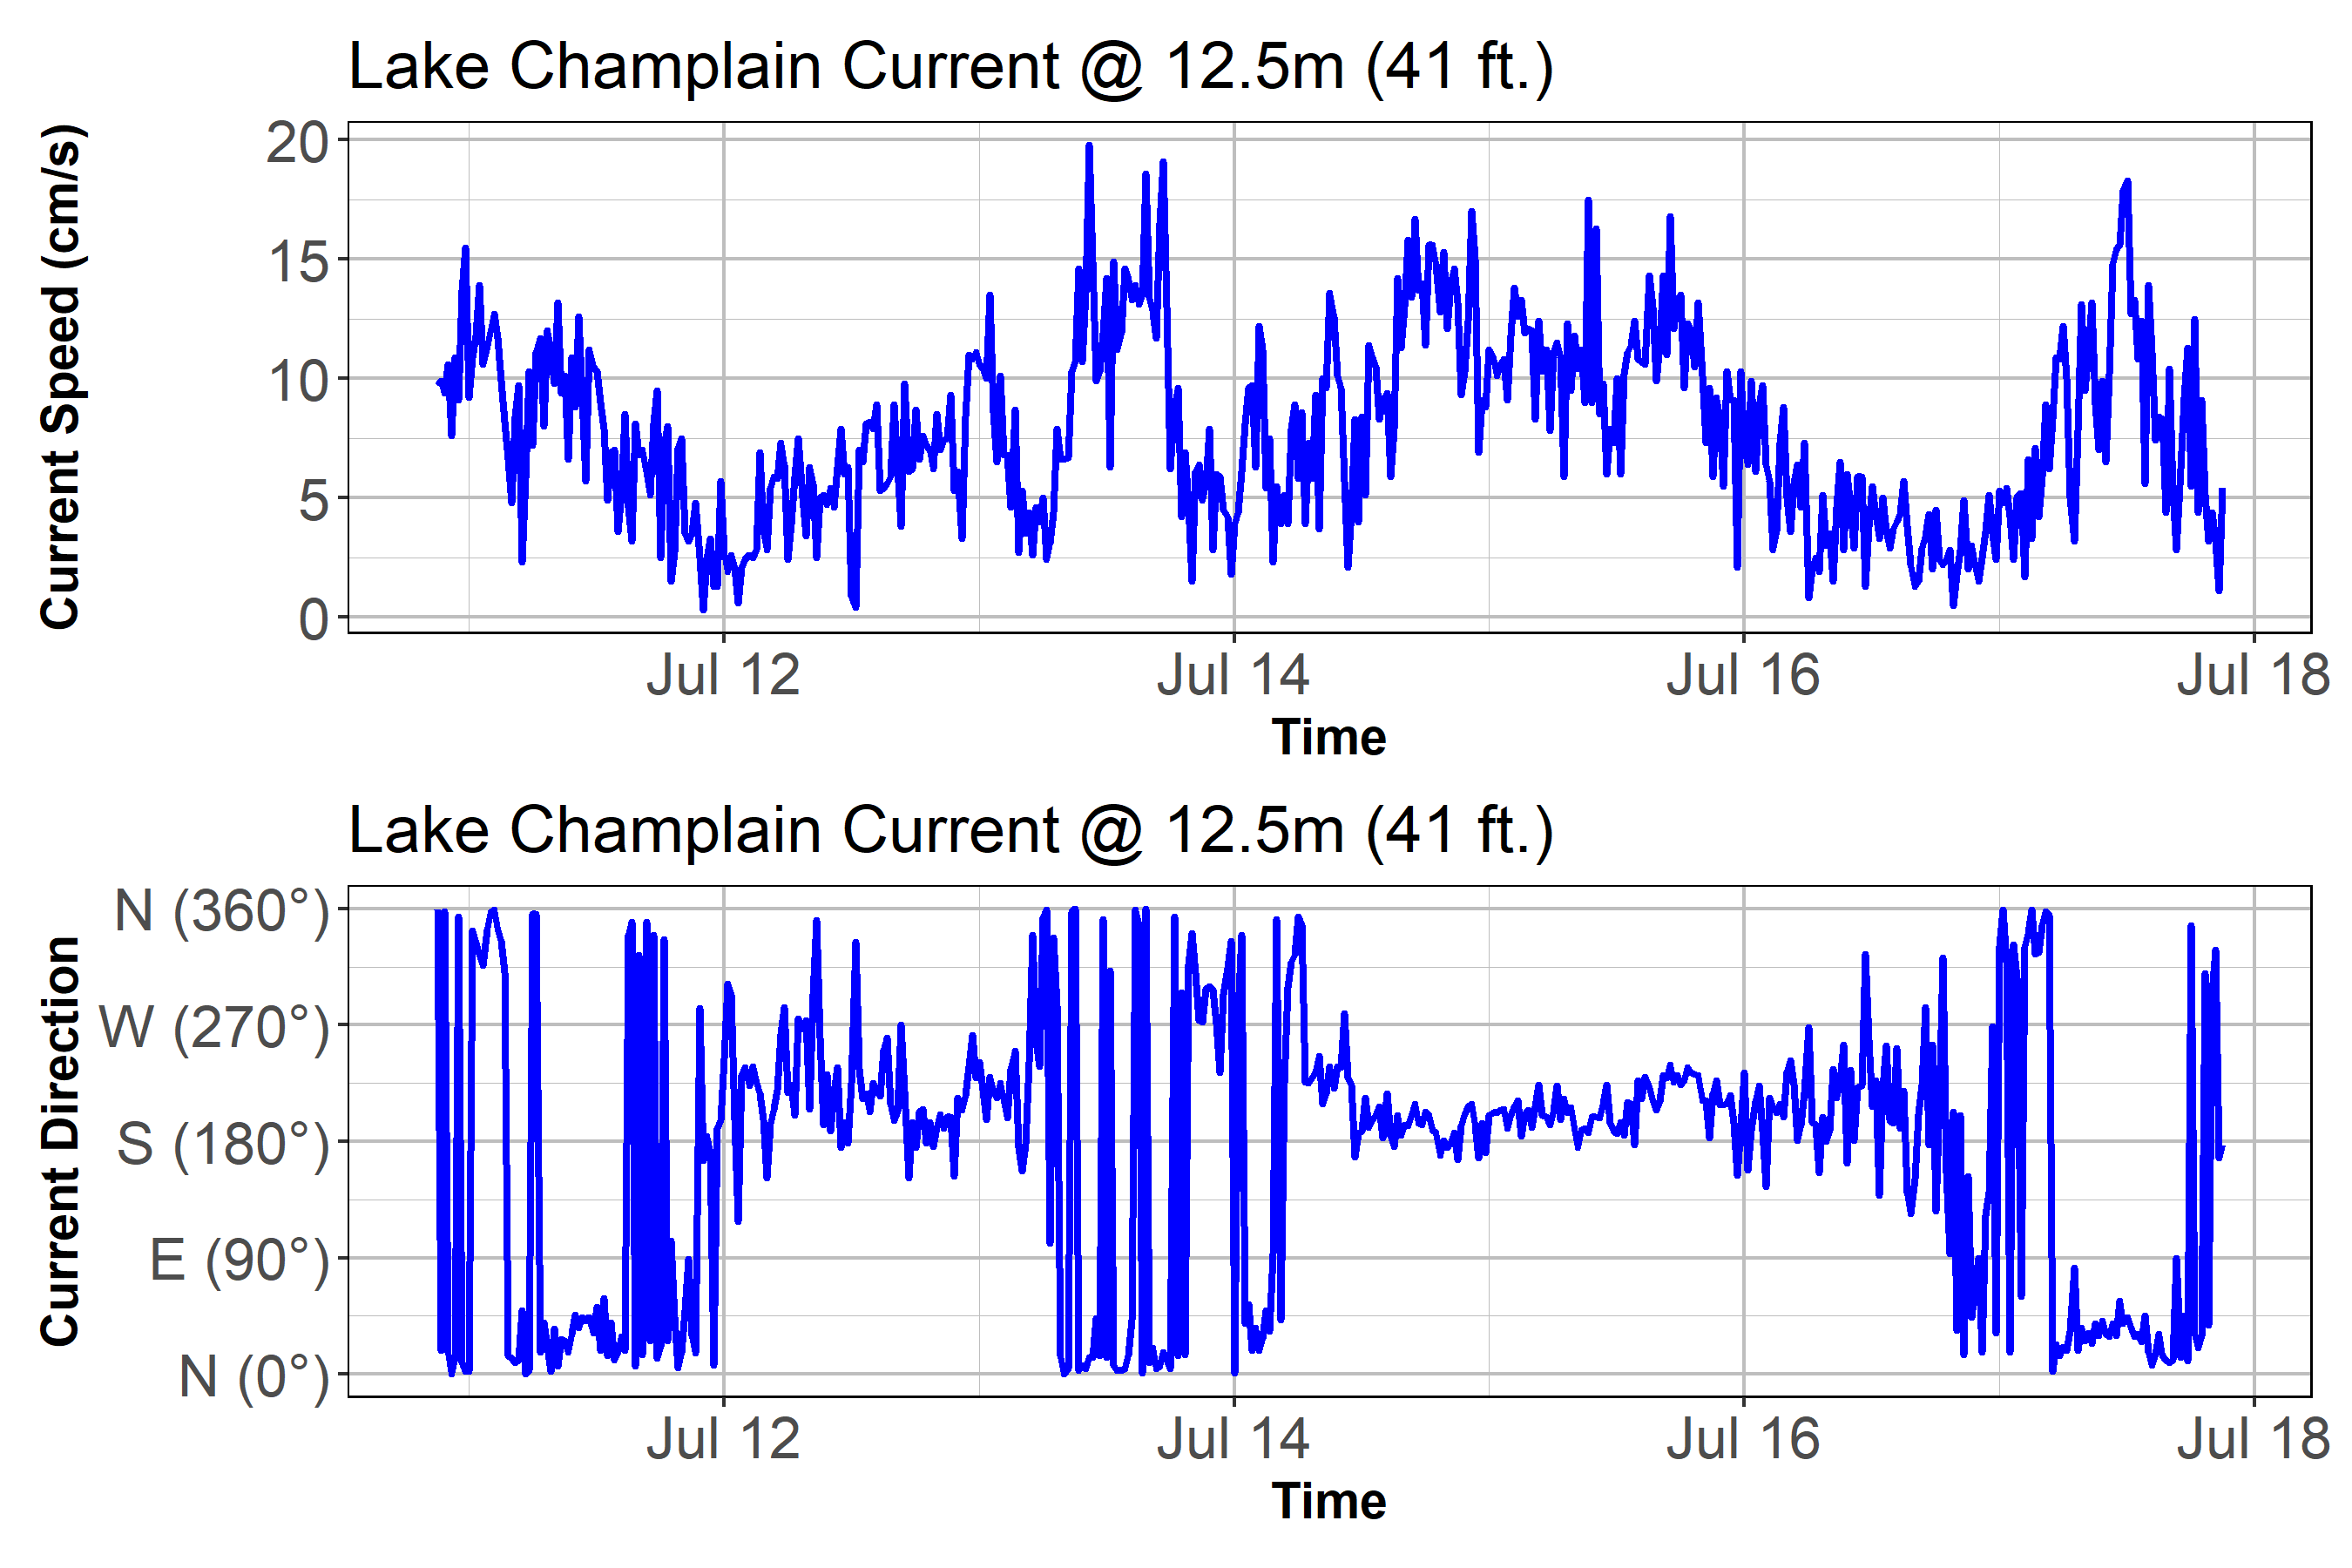 Lake Champlain Current @ 12.5m (41 ft.)
Current Speed (cm/s)
20
15
10
5
0
Jul 12 Jul 14 Jul 16 Jul 18
Time
Lake Champlain Current @ 12.5m (41 ft.)
Current Direction
N (360°)
W (270°)
S (180°)
E (90°)
N (0°)
Jul 12 Jul 14 Jul 16 Jul 18
Time